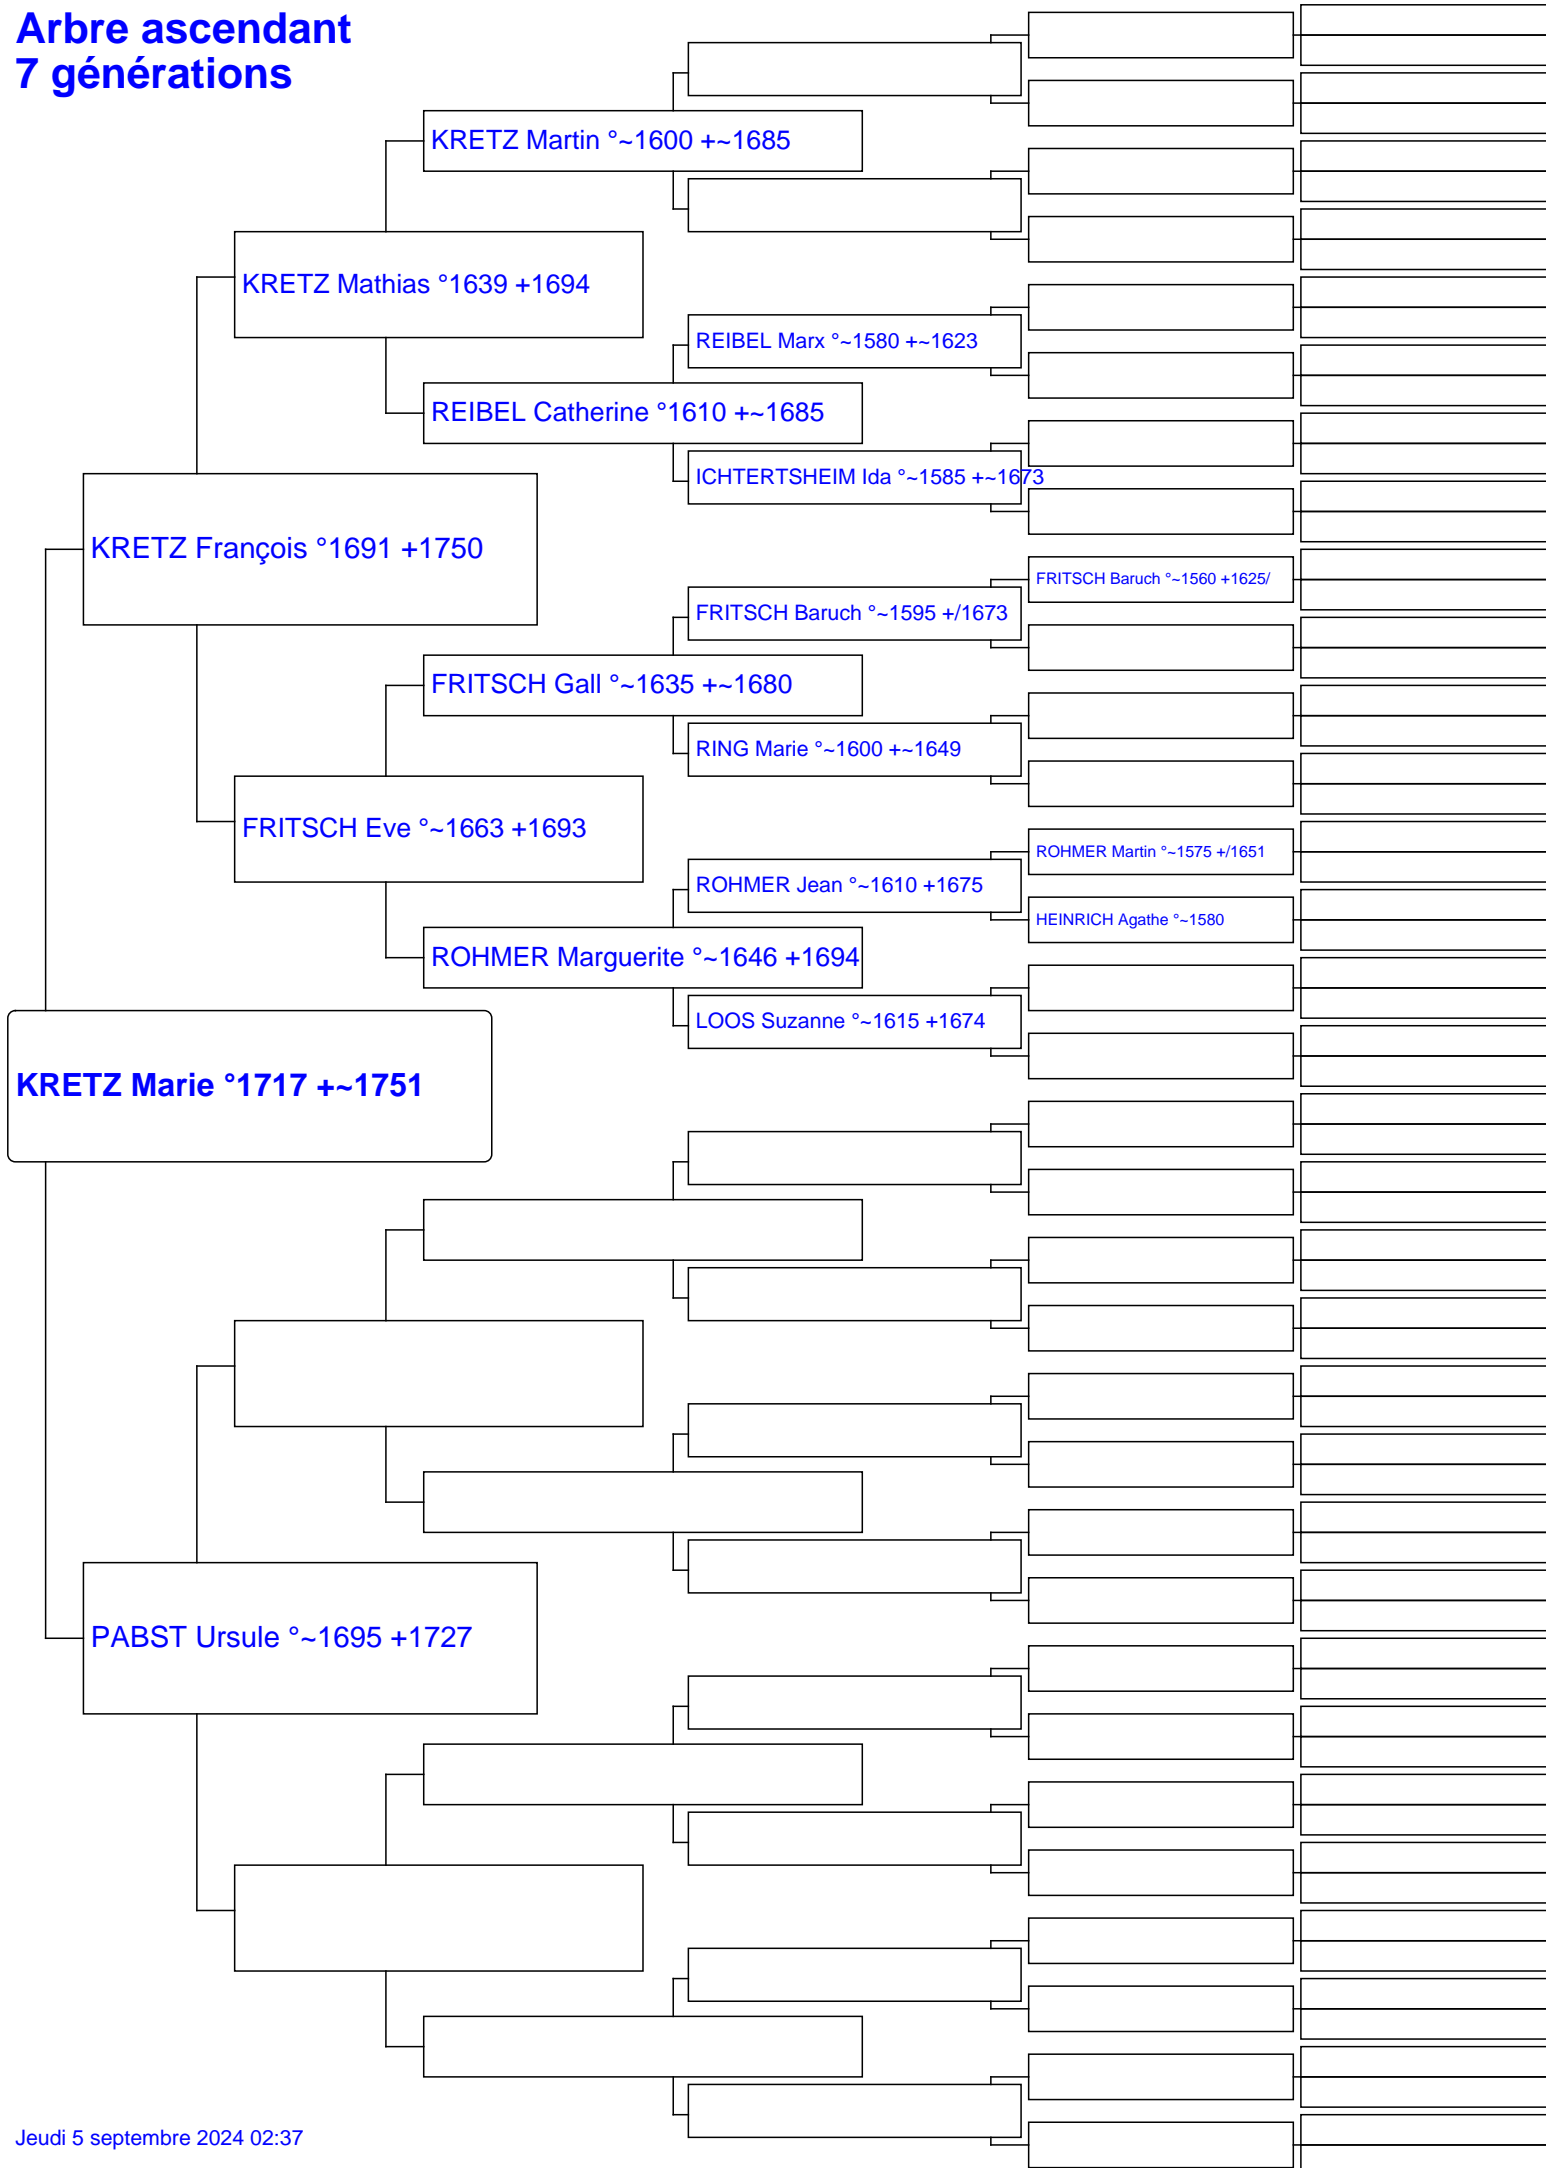 Arbre ascendant
7 générations
KRETZ Martin °~1600 +~1685
KRETZ Mathias °1639 +1694
REIBEL Marx °~1580 +~1623
REIBEL Catherine °1610 +~1685
ICHTERTSHEIM Ida °~1585 +~1673
KRETZ François °1691 +1750
FRITSCH Baruch °~1560 +1625/
FRITSCH Baruch °~1595 +/1673
FRITSCH Gall °~1635 +~1680
RING Marie °~1600 +~1649
FRITSCH Eve °~1663 +1693
ROHMER Martin °~1575 +/1651
ROHMER Jean °~1610 +1675
HEINRICH Agathe °~1580
ROHMER Marguerite °~1646 +1694
LOOS Suzanne °~1615 +1674
KRETZ Marie °1717 +~1751
PABST Ursule °~1695 +1727
Jeudi 5 septembre 2024 02:37